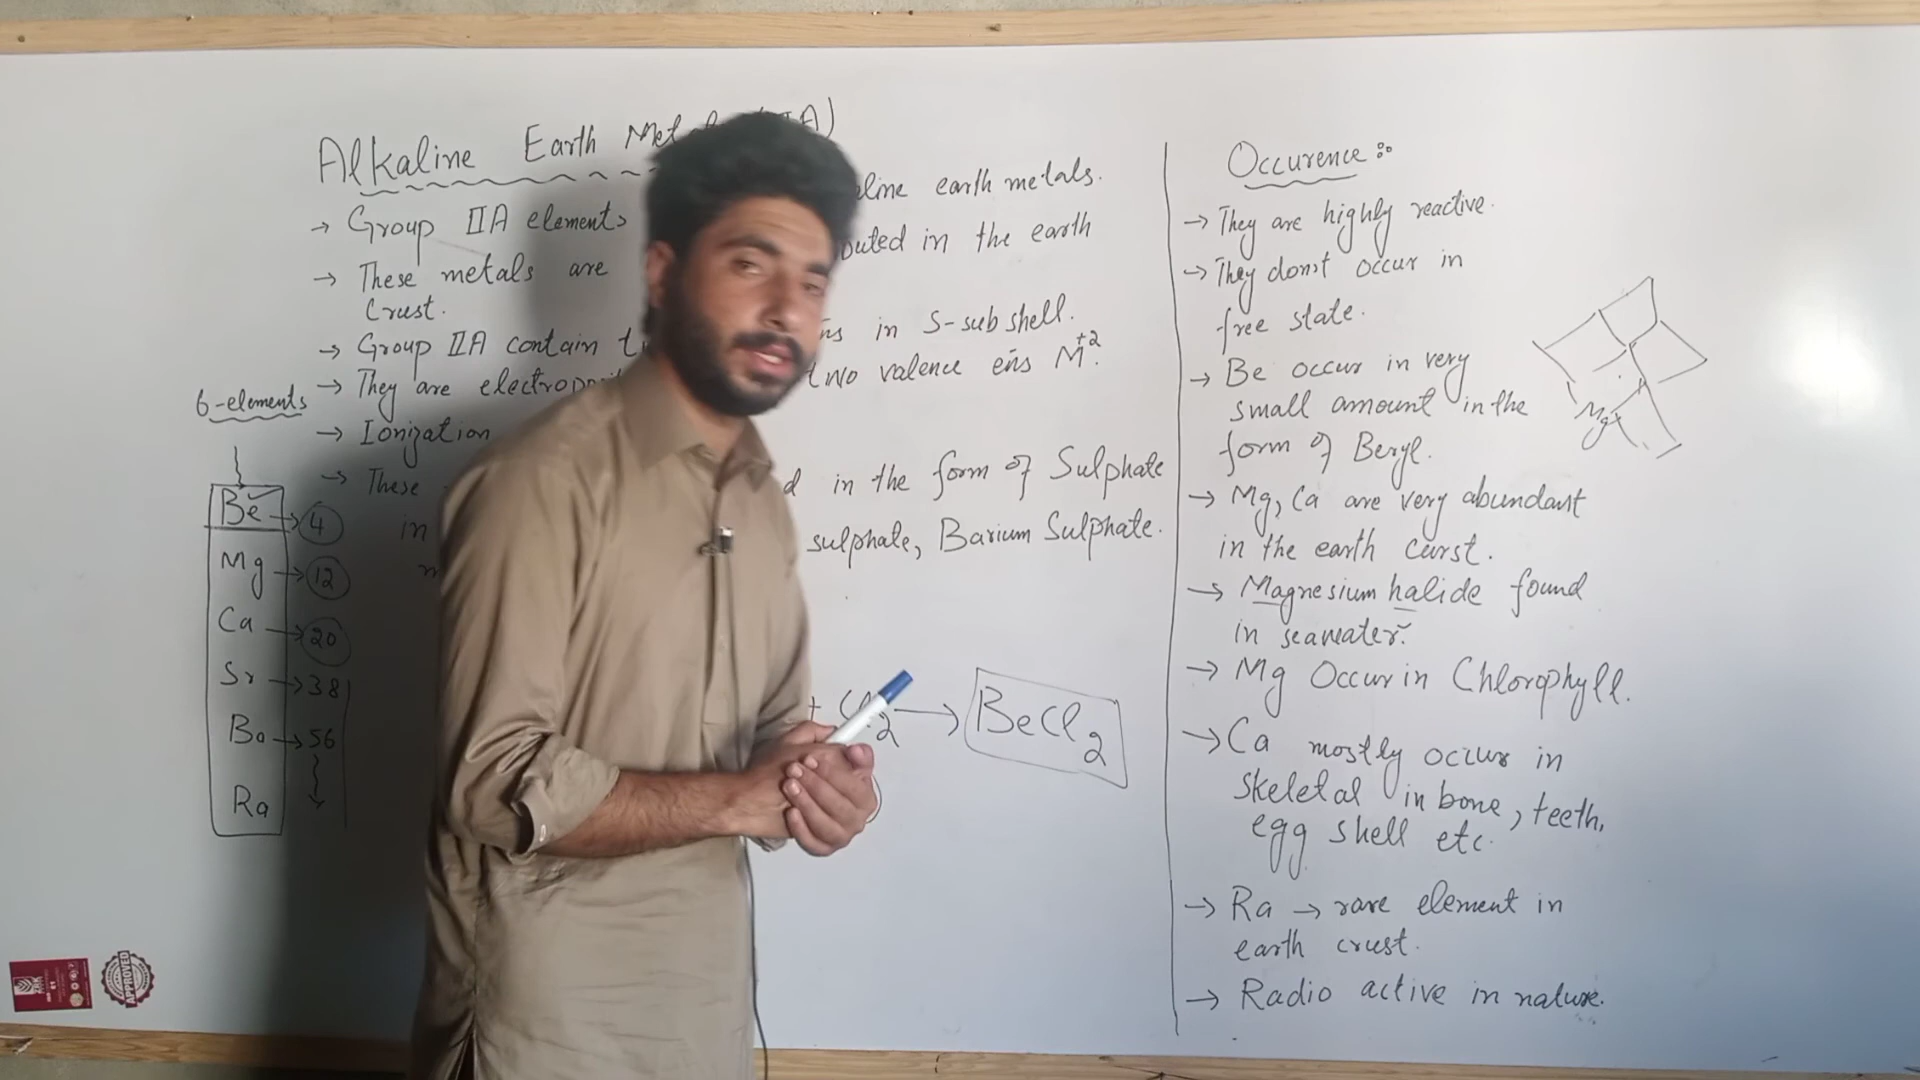 Alkaline Earth Metals (IIA)
→ Group IIA elements line earth metals.
→ These metals are buted in the earth
Crust.
→ Group IIA contain ens in S-subshell.
→ They are electropo two valence ens M+2.
→ Ionization
→ These d in the form of Sulphate
in sulphate, Barium Sulphate.
6-elements
Be → 4
Mg → 12
Ca → 20
Sr → 38
Ba → 56
Ra
+ Cl2 → BeCl2
Occurence :
→ They are highly reactive.
→ They don't occur in
free state.
→ Be occur in very
small amount in the
form of Beryl.
→ Mg, Ca are very abundant
in the earth curst.
→ Magnesium halide found
in seawater.
→ Mg Occur in Chlorophyll.
→ Ca mostly occur in
skeletal in bone, teeth,
egg shell etc.
→ Ra → rare element in
earth crust.
→ Radio active in nature.
Mg
APPROVED